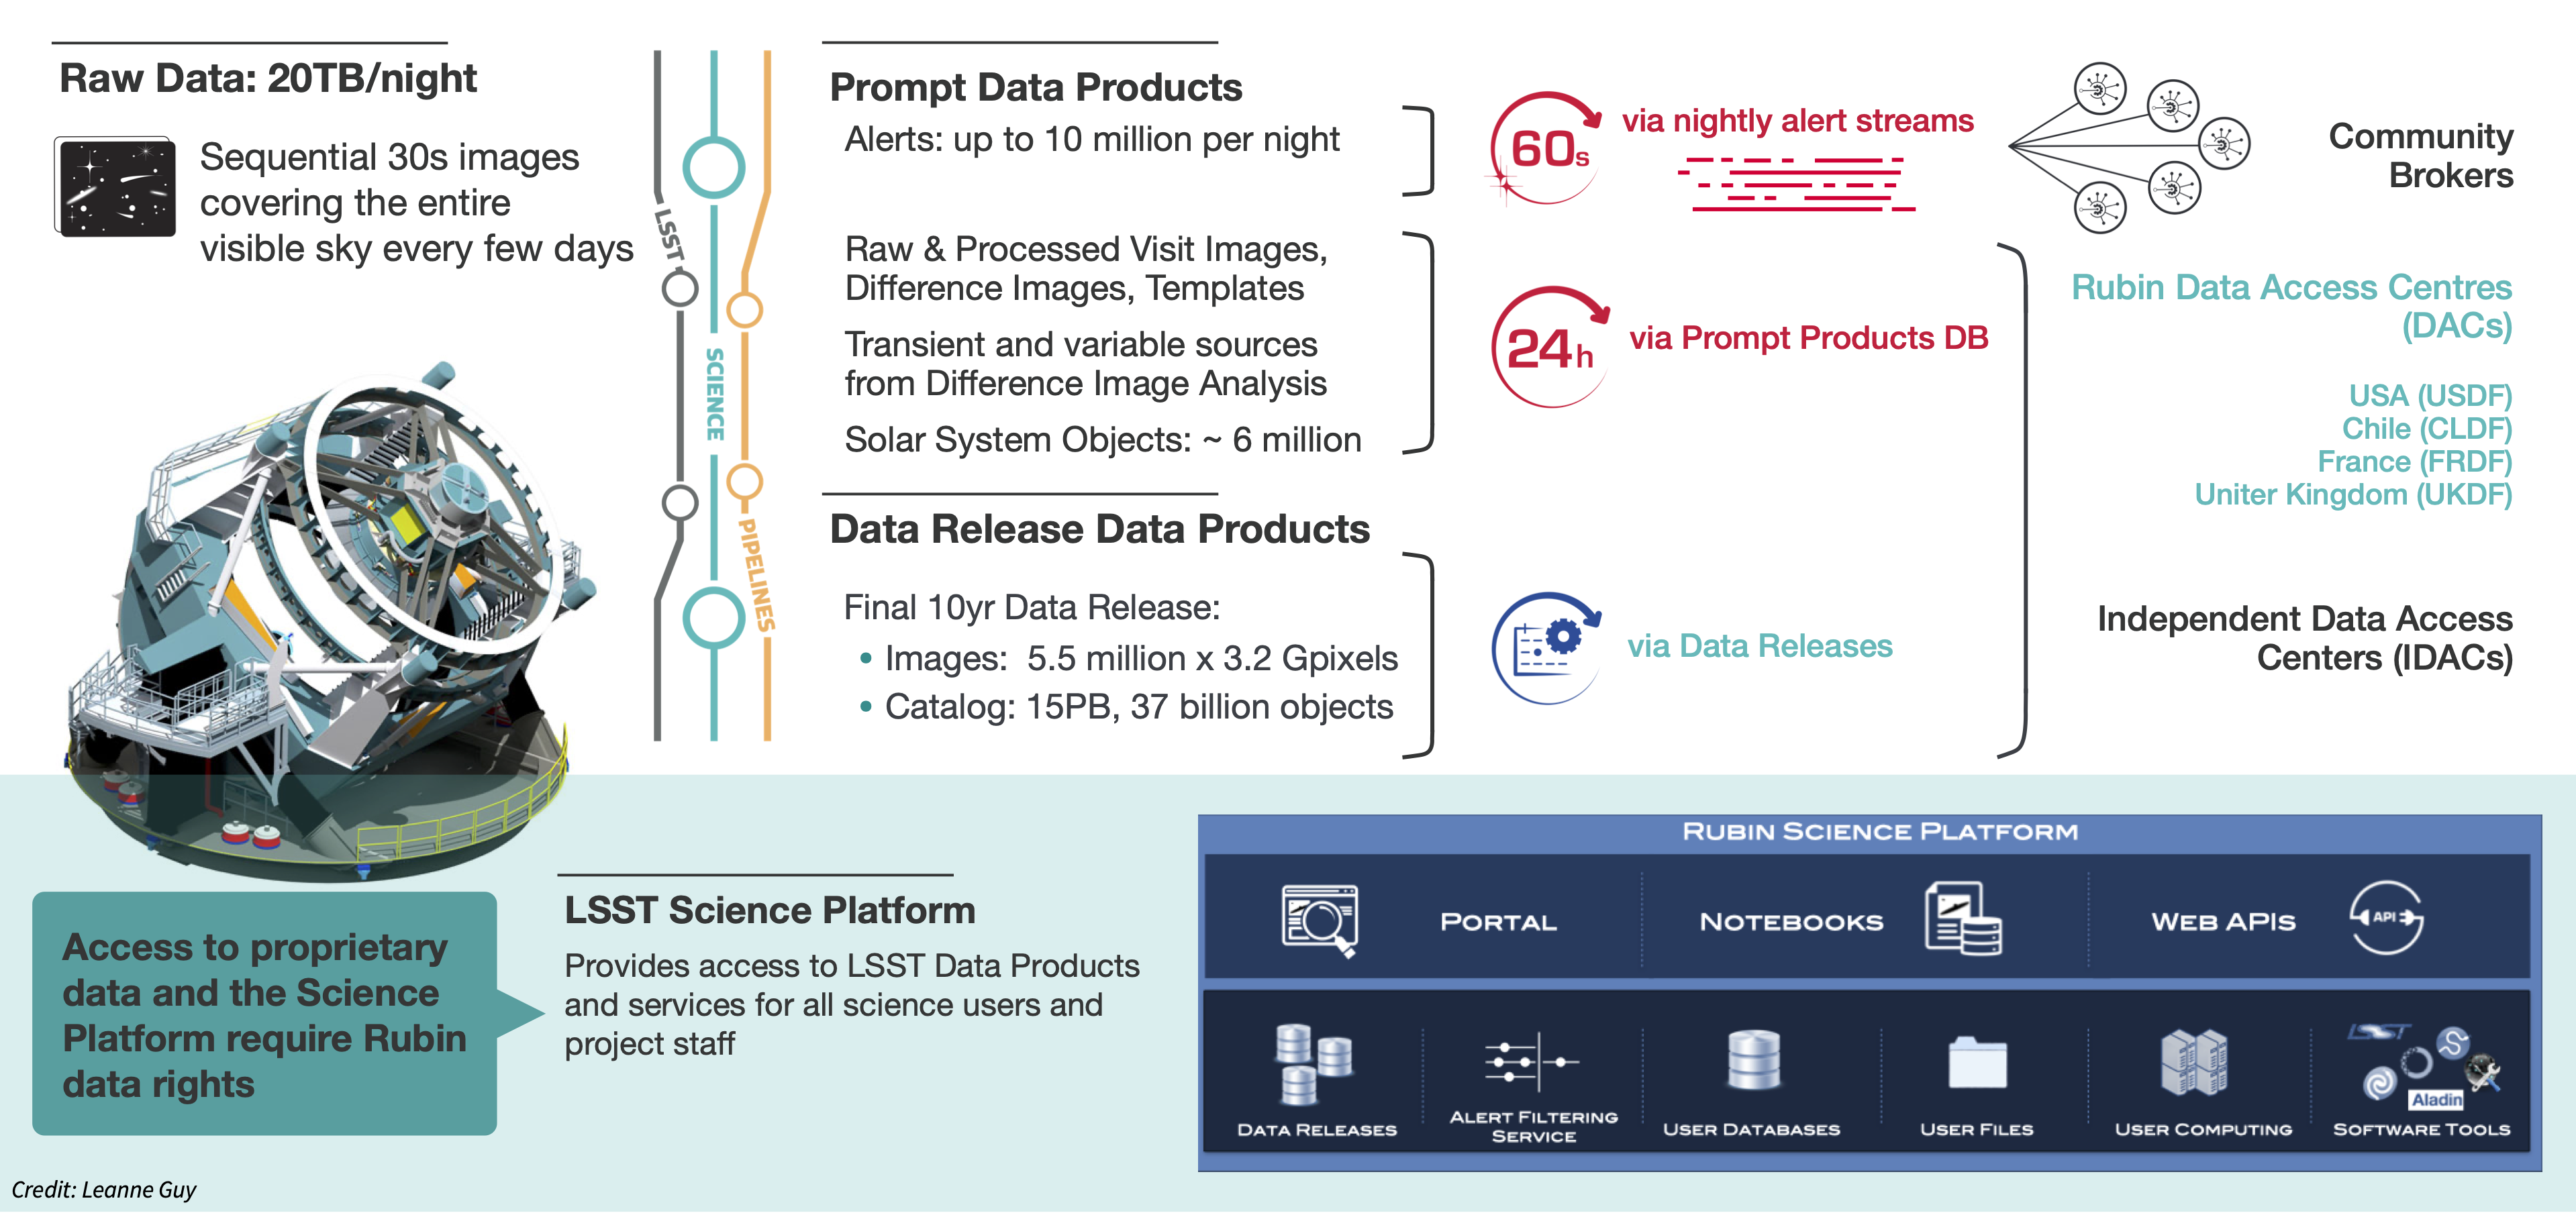 Raw Data: 20TB/night
Sequential 30s images
covering the entire
visible sky every few days
LSST
SCIENCE
PIPELINES
Prompt Data Products
Alerts: up to 10 million per night
Raw & Processed Visit Images,
Difference Images, Templates
Transient and variable sources
from Difference Image Analysis
Solar System Objects: ~ 6 million
Data Release Data Products
Final 10yr Data Release:
• Images: 5.5 million x 3.2 Gpixels
• Catalog: 15PB, 37 billion objects
60s
via nightly alert streams
24h
via Prompt Products DB
via Data Releases
Community
Brokers
Rubin Data Access Centres
(DACs)
USA (USDF)
Chile (CLDF)
France (FRDF)
Uniter Kingdom (UKDF)
Independent Data Access
Centers (IDACs)
Access to proprietary
data and the Science
Platform require Rubin
data rights
LSST Science Platform
Provides access to LSST Data Products
and services for all science users and
project staff
RUBIN SCIENCE PLATFORM
PORTAL
NOTEBOOKS
WEB APIS
API
DATA RELEASES
ALERT FILTERING
SERVICE
USER DATABASES
USER FILES
USER COMPUTING
LSST
Aladin
SOFTWARE TOOLS
Credit: Leanne Guy